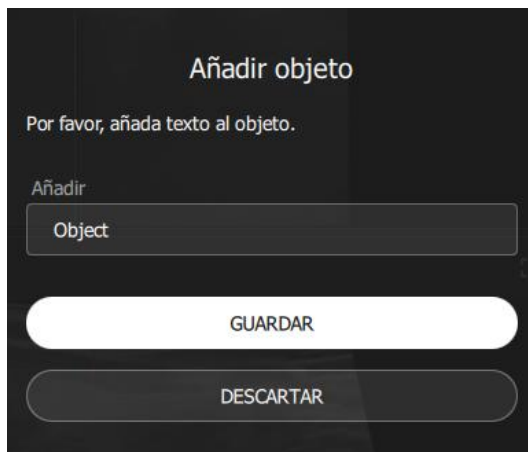 Añadir objeto
Por favor, añada texto al objeto.
Añadir
Object
GUARDAR
DESCARTAR